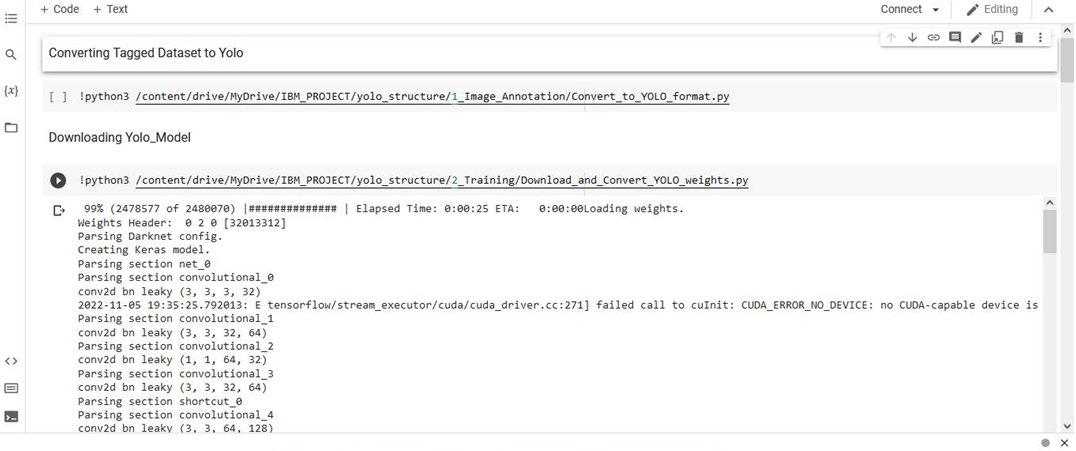 + Code + Text Connect Editing
Converting Tagged Dataset to Yolo
[ ] !python3 /content/drive/MyDrive/IBM_PROJECT/yolo_structure/1_Image_Annotation/Convert_to_YOLO_format.py
Downloading Yolo_Model
!python3 /content/drive/MyDrive/IBM_PROJECT/yolo_structure/2_Training/Download_and_Convert_YOLO_weights.py
99% (2478577 of 2480070) |############## | Elapsed Time: 0:00:25 ETA:   0:00:00Loading weights.
Weights Header:  0 2 0 [32013312]
Parsing Darknet config.
Creating Keras model.
Parsing section net_0
Parsing section convolutional_0
conv2d bn leaky (3, 3, 3, 32)
2022-11-05 19:35:25.792013: E tensorflow/stream_executor/cuda/cuda_driver.cc:271] failed call to cuInit: CUDA_ERROR_NO_DEVICE: no CUDA-capable device is
Parsing section convolutional_1
conv2d bn leaky (3, 3, 32, 64)
Parsing section convolutional_2
conv2d bn leaky (1, 1, 64, 32)
Parsing section convolutional_3
conv2d bn leaky (3, 3, 32, 64)
Parsing section shortcut_0
Parsing section convolutional_4
conv2d bn leaky (3, 3, 64, 128)